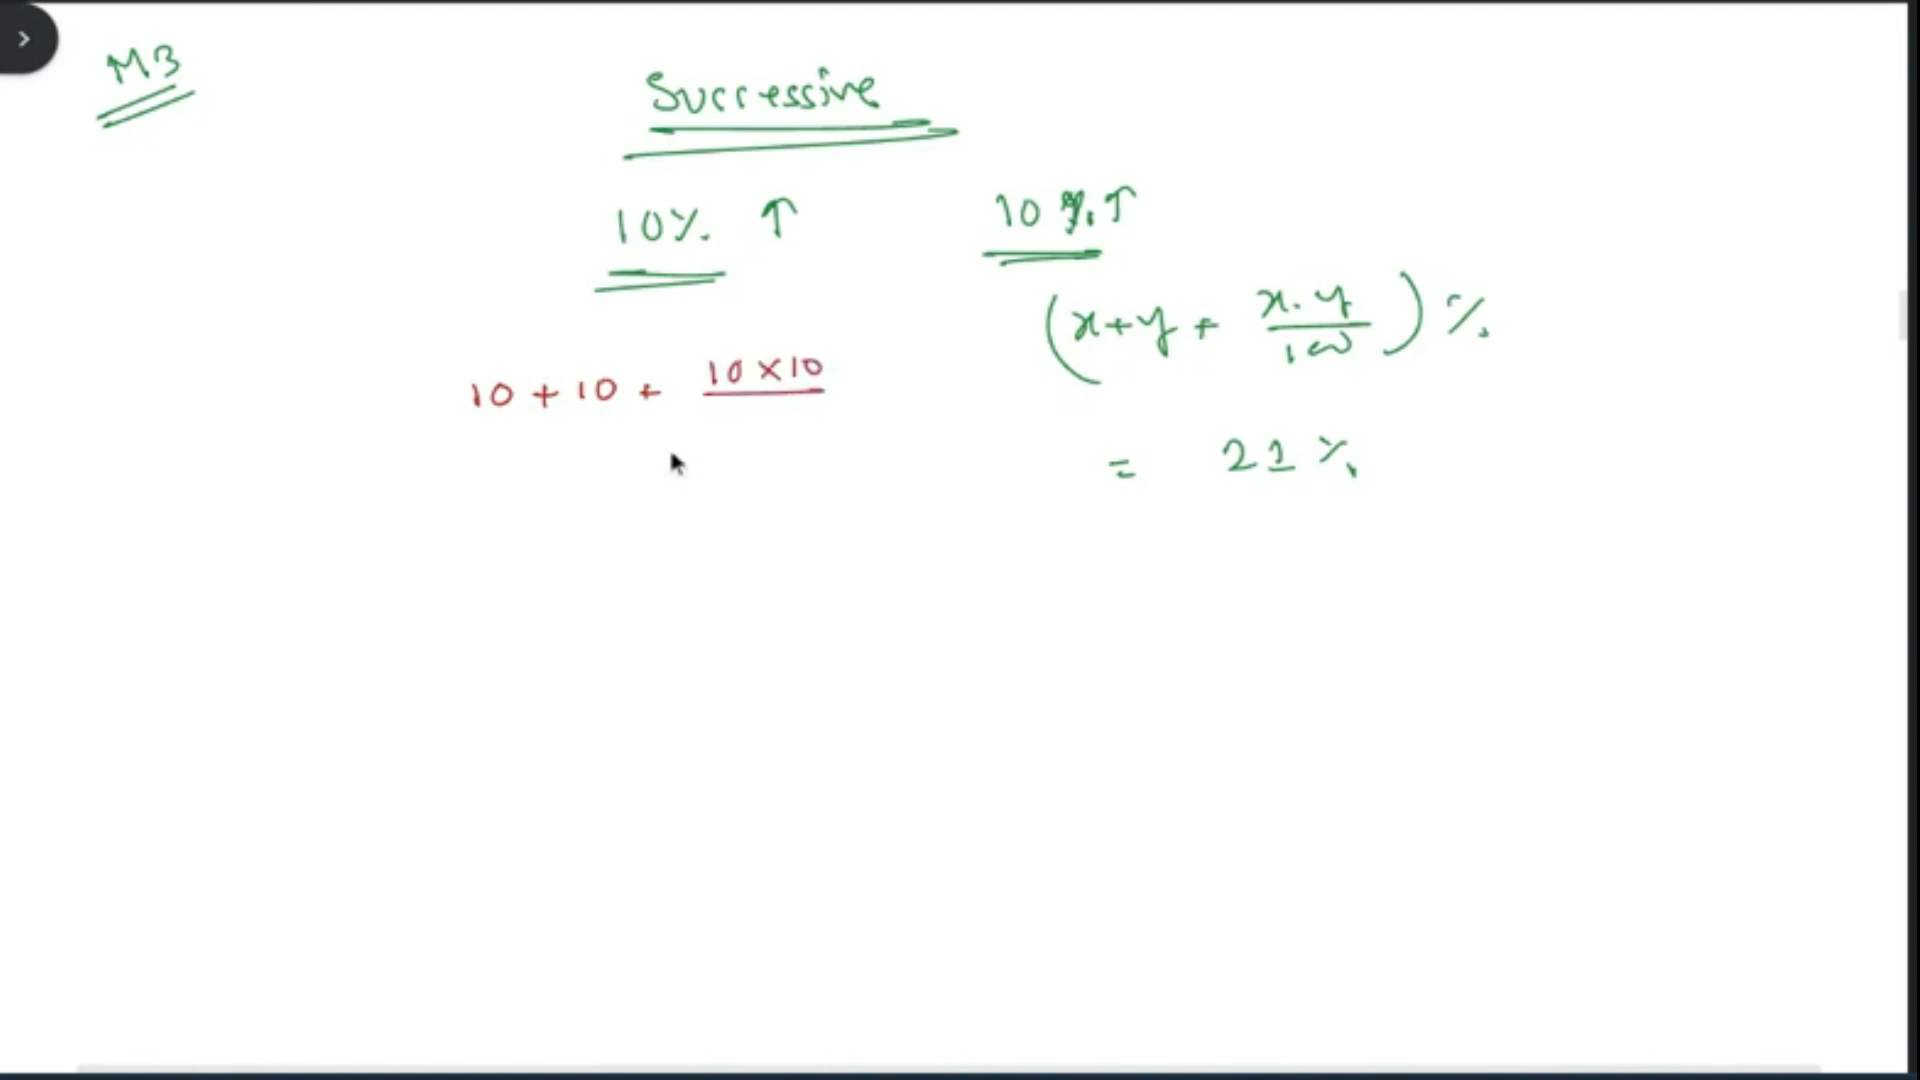 M3
Successive
10% ↑ 10%.↑
(x+y + x.y/100)%
10 + 10 + 10×10
= 21%